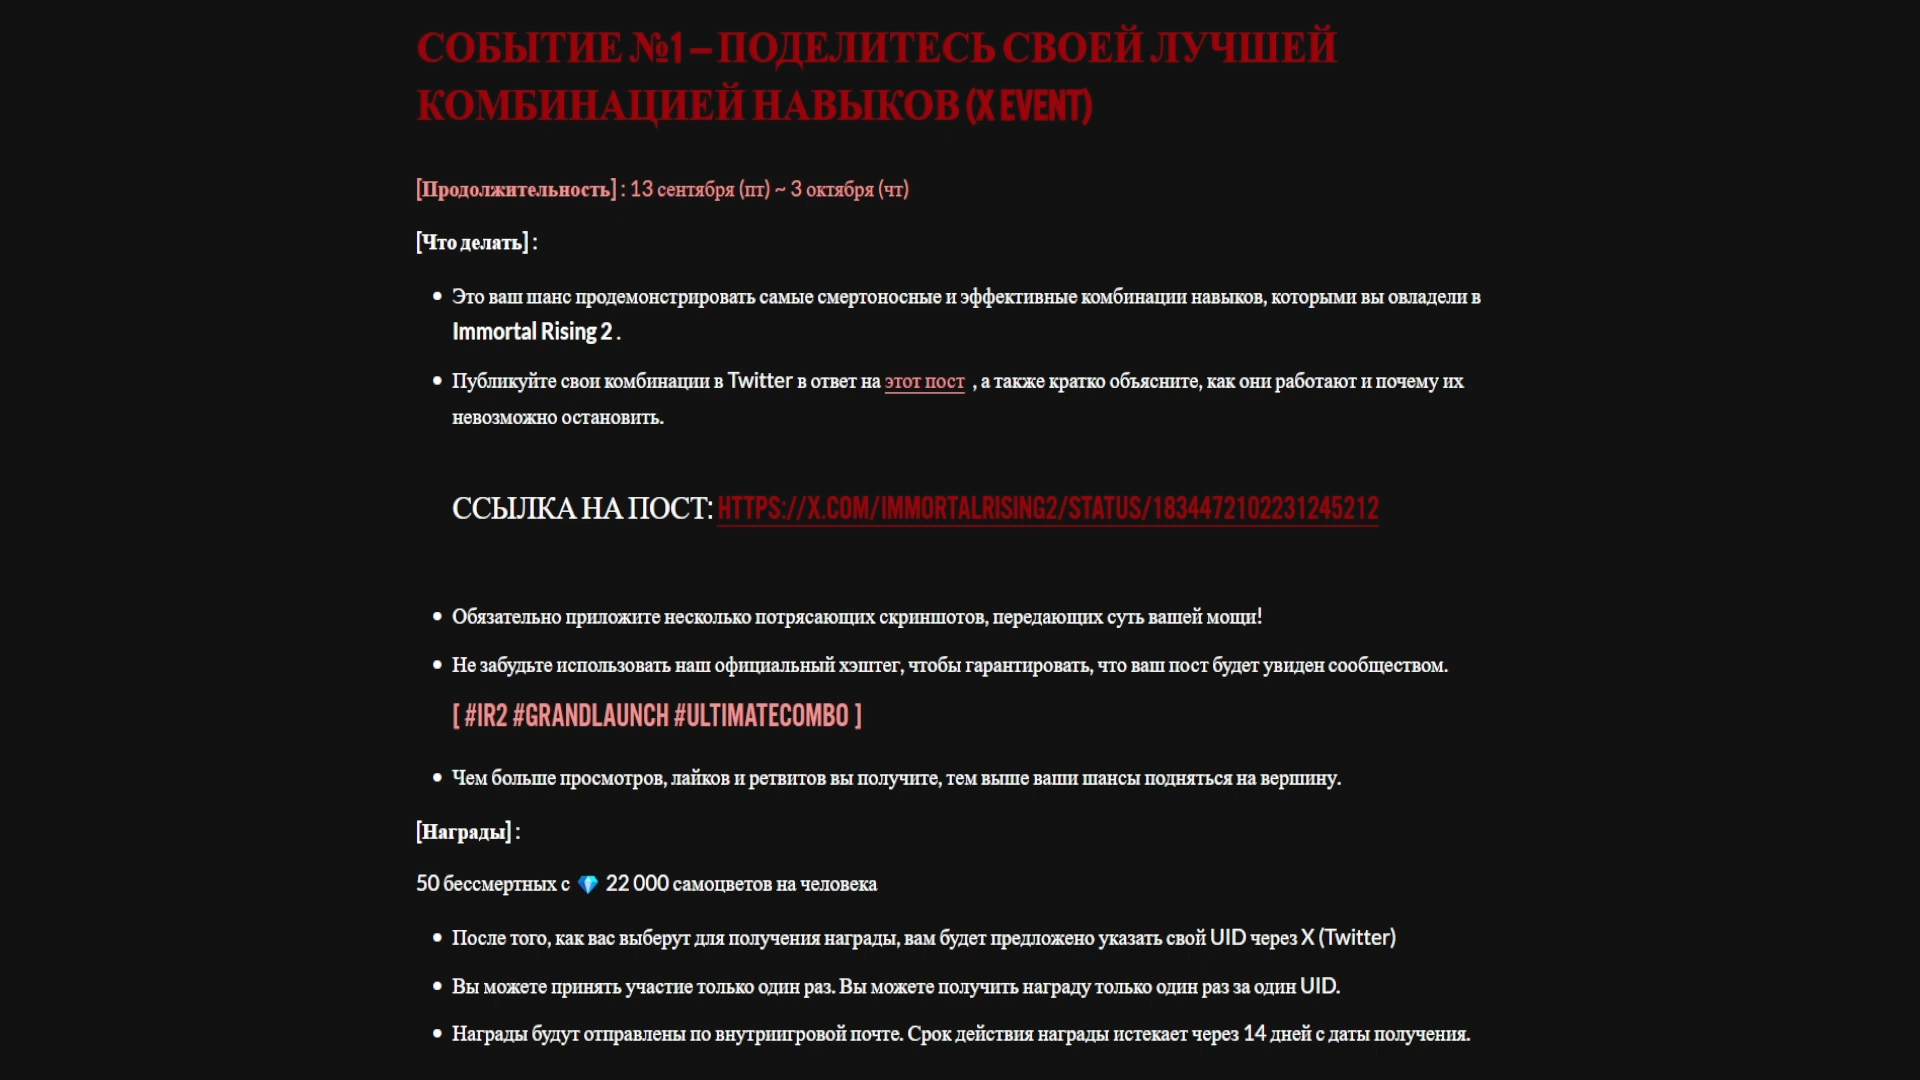 СОБЫТИЕ №1 – ПОДЕЛИТЕСЬ СВОЕЙ ЛУЧШЕЙ
КОМБИНАЦИЕЙ НАВЫКОВ (X EVENT)
[Продолжительность] : 13 сентября (пт) ~ 3 октября (чт)
[Что делать] :
• Это ваш шанс продемонстрировать самые смертоносные и эффективные комбинации навыков, которыми вы овладели в
Immortal Rising 2 .
• Публикуйте свои комбинации в Twitter в ответ на этот пост , а также кратко объясните, как они работают и почему их
невозможно остановить.
ССЫЛКА НА ПОСТ: HTTPS://X.COM/IMMORTALRISING2/STATUS/1834472102231245212
• Обязательно приложите несколько потрясающих скриншотов, передающих суть вашей мощи!
• Не забудьте использовать наш официальный хэштег, чтобы гарантировать, что ваш пост будет увиден сообществом.
[ #IR2 #GRANDLAUNCH #ULTIMATECOMBO ]
• Чем больше просмотров, лайков и ретвитов вы получите, тем выше ваши шансы подняться на вершину.
[Награды] :
50 бессмертных с 💎 22 000 самоцветов на человека
• После того, как вас выберут для получения награды, вам будет предложено указать свой UID через X (Twitter)
• Вы можете принять участие только один раз. Вы можете получить награду только один раз за один UID.
• Награды будут отправлены по внутриигровой почте. Срок действия награды истекает через 14 дней с даты получения.